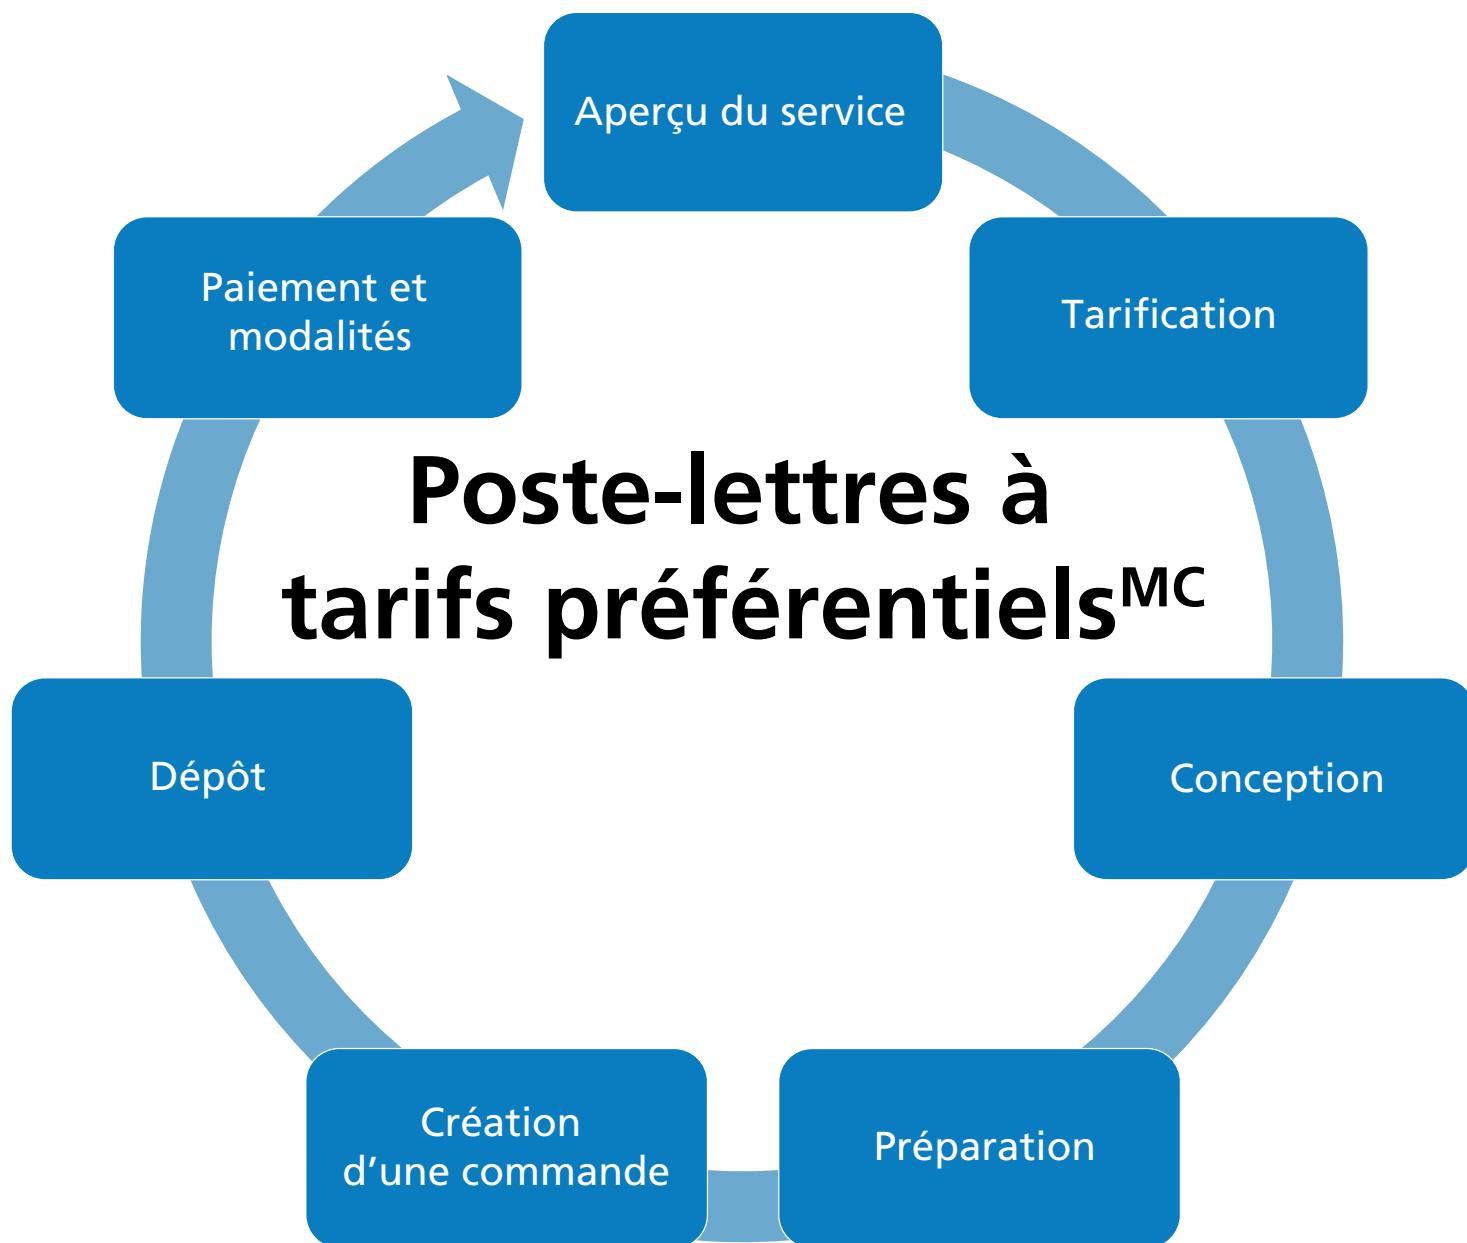 Aperçu du service
Tarification
Conception
Préparation
Création
d’une commande
Dépôt
Paiement et
modalités
Poste-lettres à
tarifs préférentielsMC